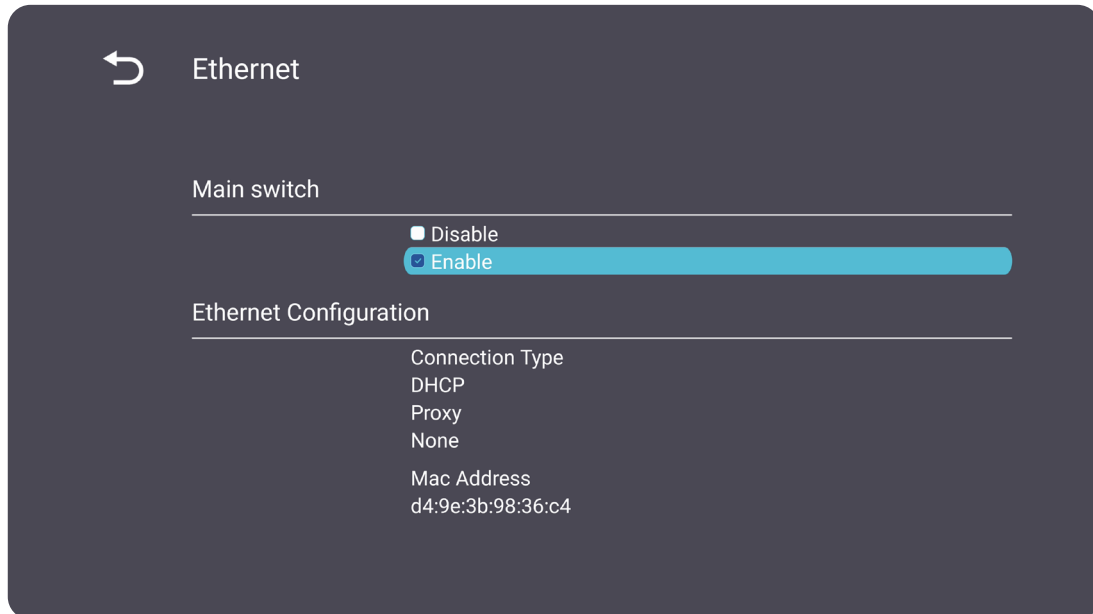 Ethernet
Main switch
Disable
Enable
Ethernet Configuration
Connection Type
DHCP
Proxy
None
Mac Address
d4:9e:3b:98:36:c4